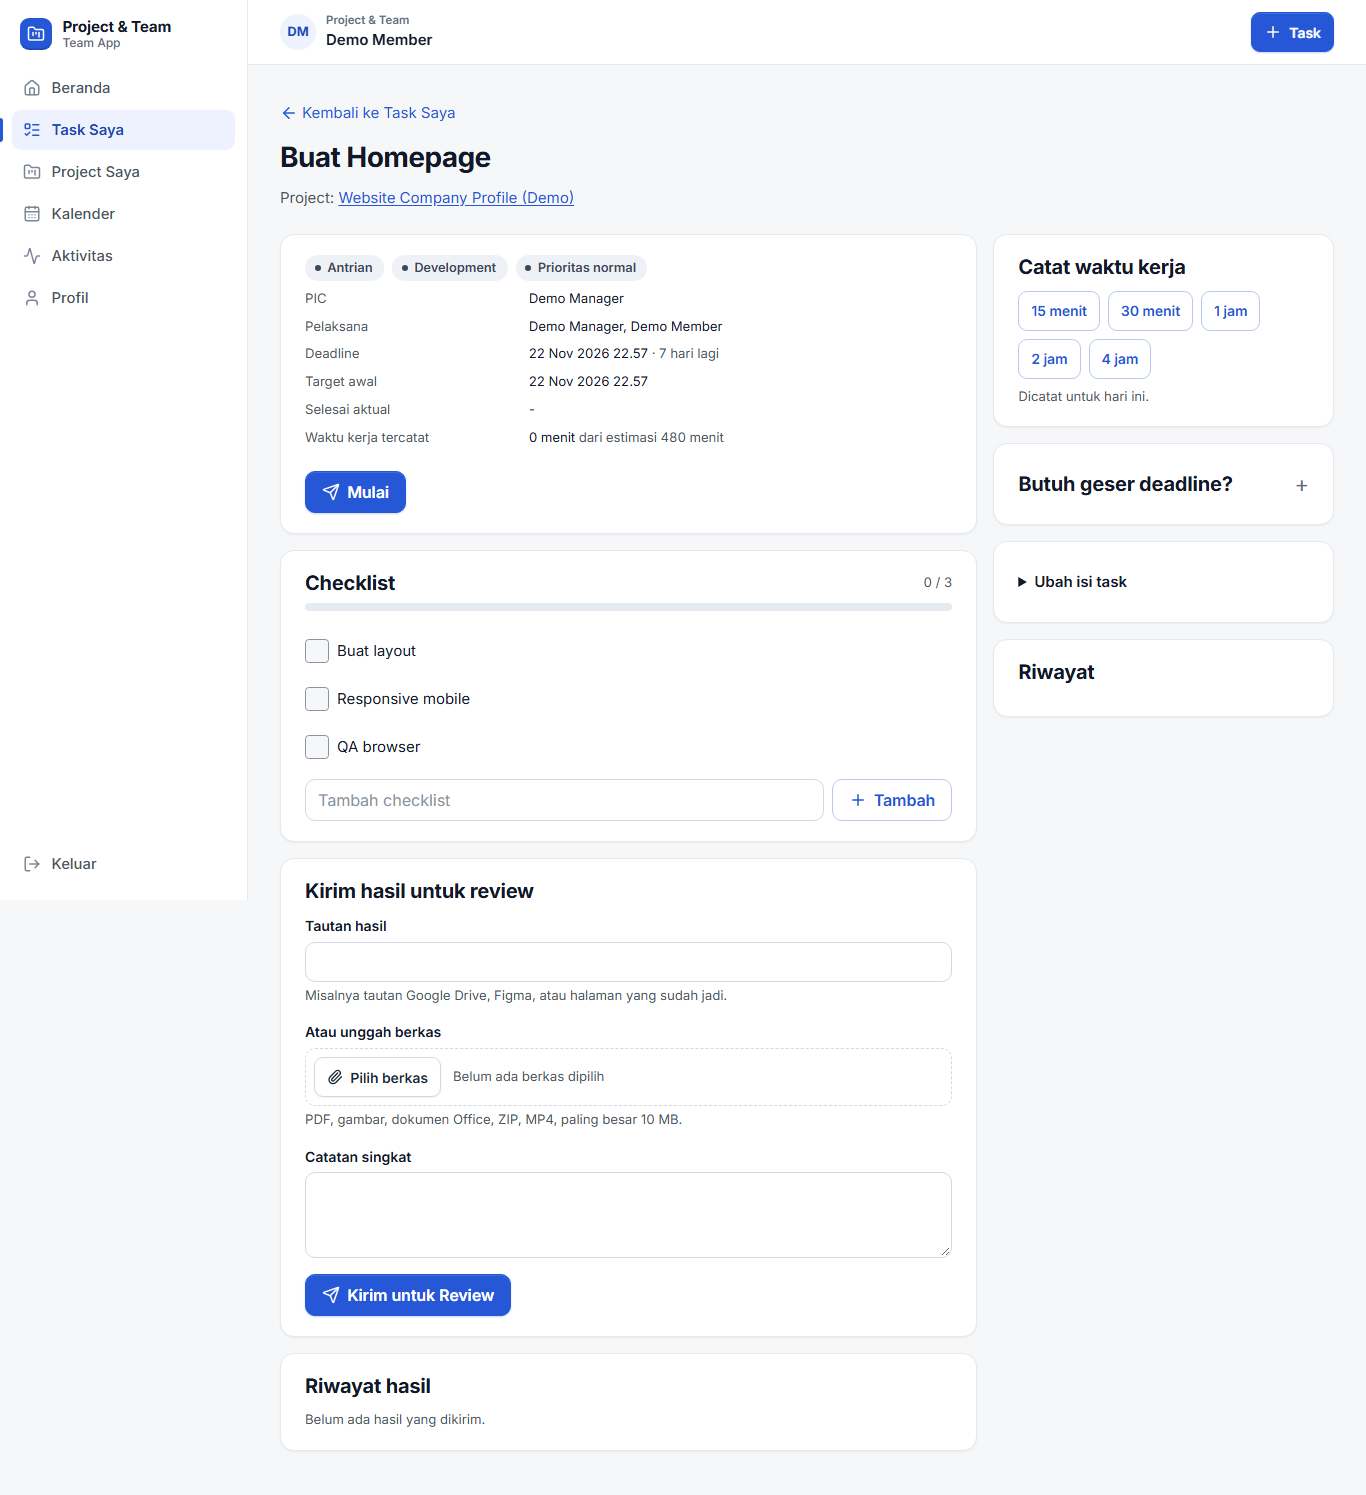 Project & Team
Team App
Beranda
Task Saya
Project Saya
Kalender
Aktivitas
Profil
Keluar
DM
Project & Team
Demo Member
Task
Kembali ke Task Saya
Buat Homepage
Project: Website Company Profile (Demo)
Antrian
Development
Prioritas normal
PIC Demo Manager
Pelaksana Demo Manager, Demo Member
Deadline 22 Nov 2026 22.57 · 7 hari lagi
Target awal 22 Nov 2026 22.57
Selesai aktual -
Waktu kerja tercatat 0 menit dari estimasi 480 menit
Mulai
Checklist 0 / 3
Buat layout
Responsive mobile
QA browser
Tambah checklist
Tambah
Kirim hasil untuk review
Tautan hasil
Misalnya tautan Google Drive, Figma, atau halaman yang sudah jadi.
Atau unggah berkas
Pilih berkas Belum ada berkas dipilih
PDF, gambar, dokumen Office, ZIP, MP4, paling besar 10 MB.
Catatan singkat
Kirim untuk Review
Riwayat hasil
Belum ada hasil yang dikirim.
Catat waktu kerja
15 menit
30 menit
1 jam
2 jam
4 jam
Dicatat untuk hari ini.
Butuh geser deadline? +
Ubah isi task
Riwayat